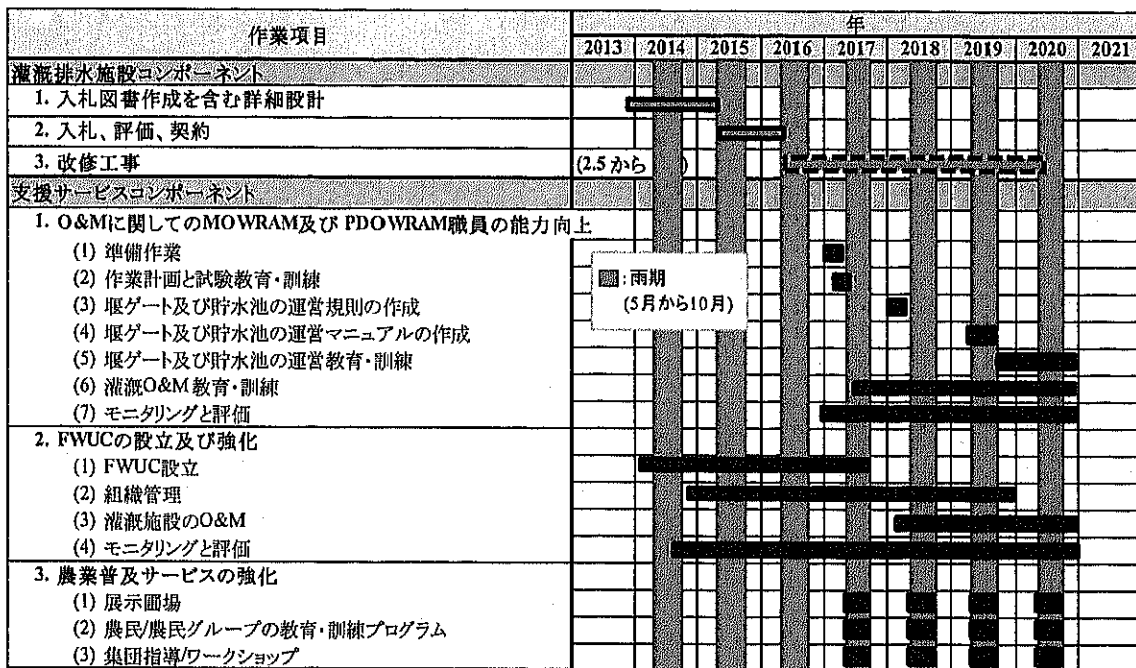 作業項目
年
2013 2014 2015 2016 2017 2018 2019 2020 2021
灌漑排水施設コンポーネント
1. 入札図書作成を含む詳細設計
2. 入札、評価、契約
3. 改修工事
(2.5 から )
支援サービスコンポーネント
1. O&Mに関してのMOWRAM及び PDOWRAM職員の能力向上
(1) 準備作業
(2) 作業計画と試験教育・訓練
(3) 堰ゲート及び貯水池の運営規則の作成
(4) 堰ゲート及び貯水池の運営マニュアルの作成
(5) 堰ゲート及び貯水池の運営教育・訓練
(6) 灌漑O&M教育・訓練
(7) モニタリングと評価
:雨期
(5月から10月)
2. FWUCの設立及び強化
(1) FWUC設立
(2) 組織管理
(3) 灌漑施設のO&M
(4) モニタリングと評価
3. 農業普及サービスの強化
(1) 展示圃場
(2) 農民/農民グループの教育・訓練プログラム
(3) 集団指導/ワークショップ